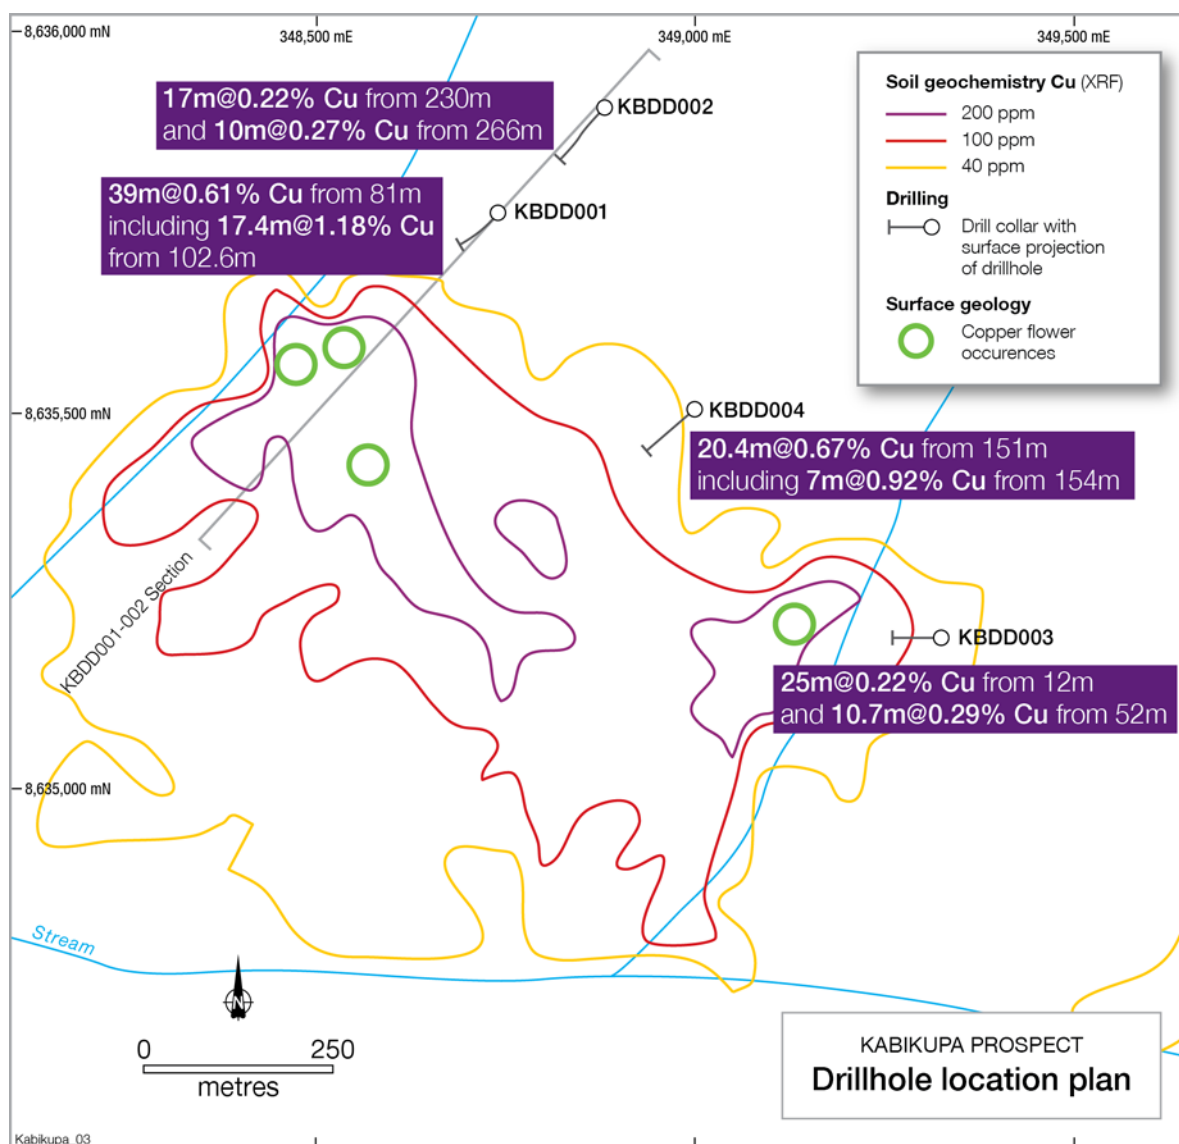 8,636,000 mN
348,500 mE
349,000 mE
349,500 mE
17m@0.22% Cu from 230m
and 10m@0.27% Cu from 266m
KBDD002
39m@0.61% Cu from 81m
including 17.4m@1.18% Cu
from 102.6m
KBDD001
Soil geochemistry Cu (XRF)
200 ppm
100 ppm
40 ppm
Drilling
Drill collar with
surface projection
of drillhole
Surface geology
Copper flower
occurences
8,635,500 mN
KBDD004
20.4m@0.67% Cu from 151m
including 7m@0.92% Cu from 154m
KBDD001-002 Section
KBDD003
25m@0.22% Cu from 12m
and 10.7m@0.29% Cu from 52m
8,635,000 mN
Stream
N
0 250
metres
KABIKUPA PROSPECT
Drillhole location plan
Kabikupa_03